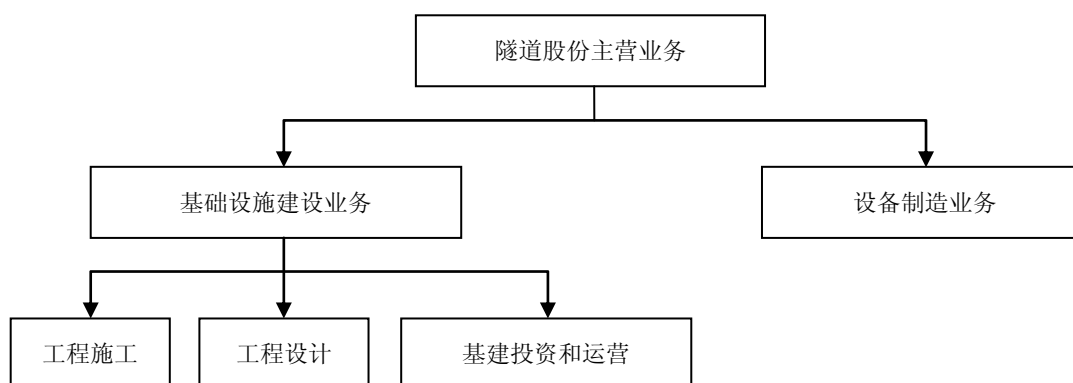 隧道股份主营业务
基础设施建设业务
设备制造业务
工程施工
工程设计
基建投资和运营